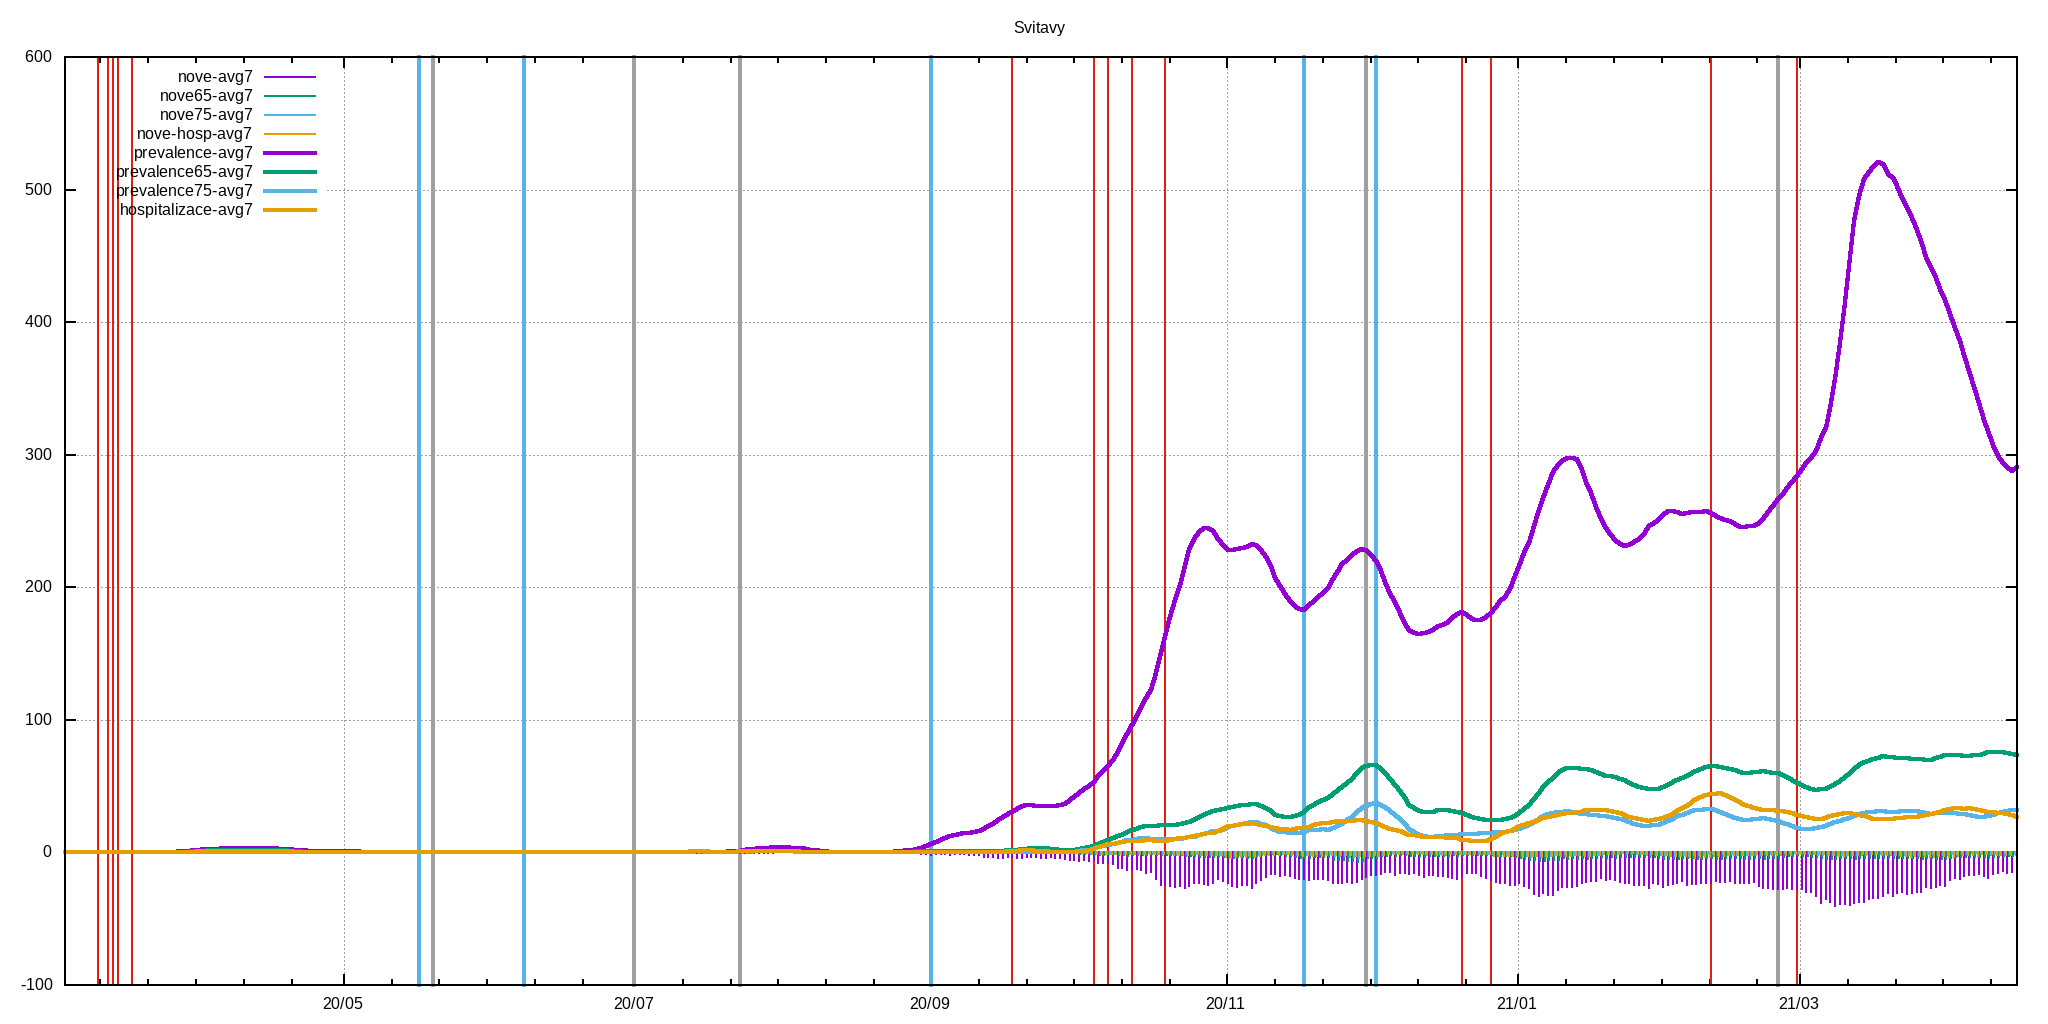 Svitavy
600
500
400
300
200
100
0
-100
nove-avg7
nove65-avg7
nove75-avg7
nove-hosp-avg7
prevalence-avg7
prevalence65-avg7
prevalence75-avg7
hospitalizace-avg7
20/05 20/07 20/09 20/11 21/01 21/03